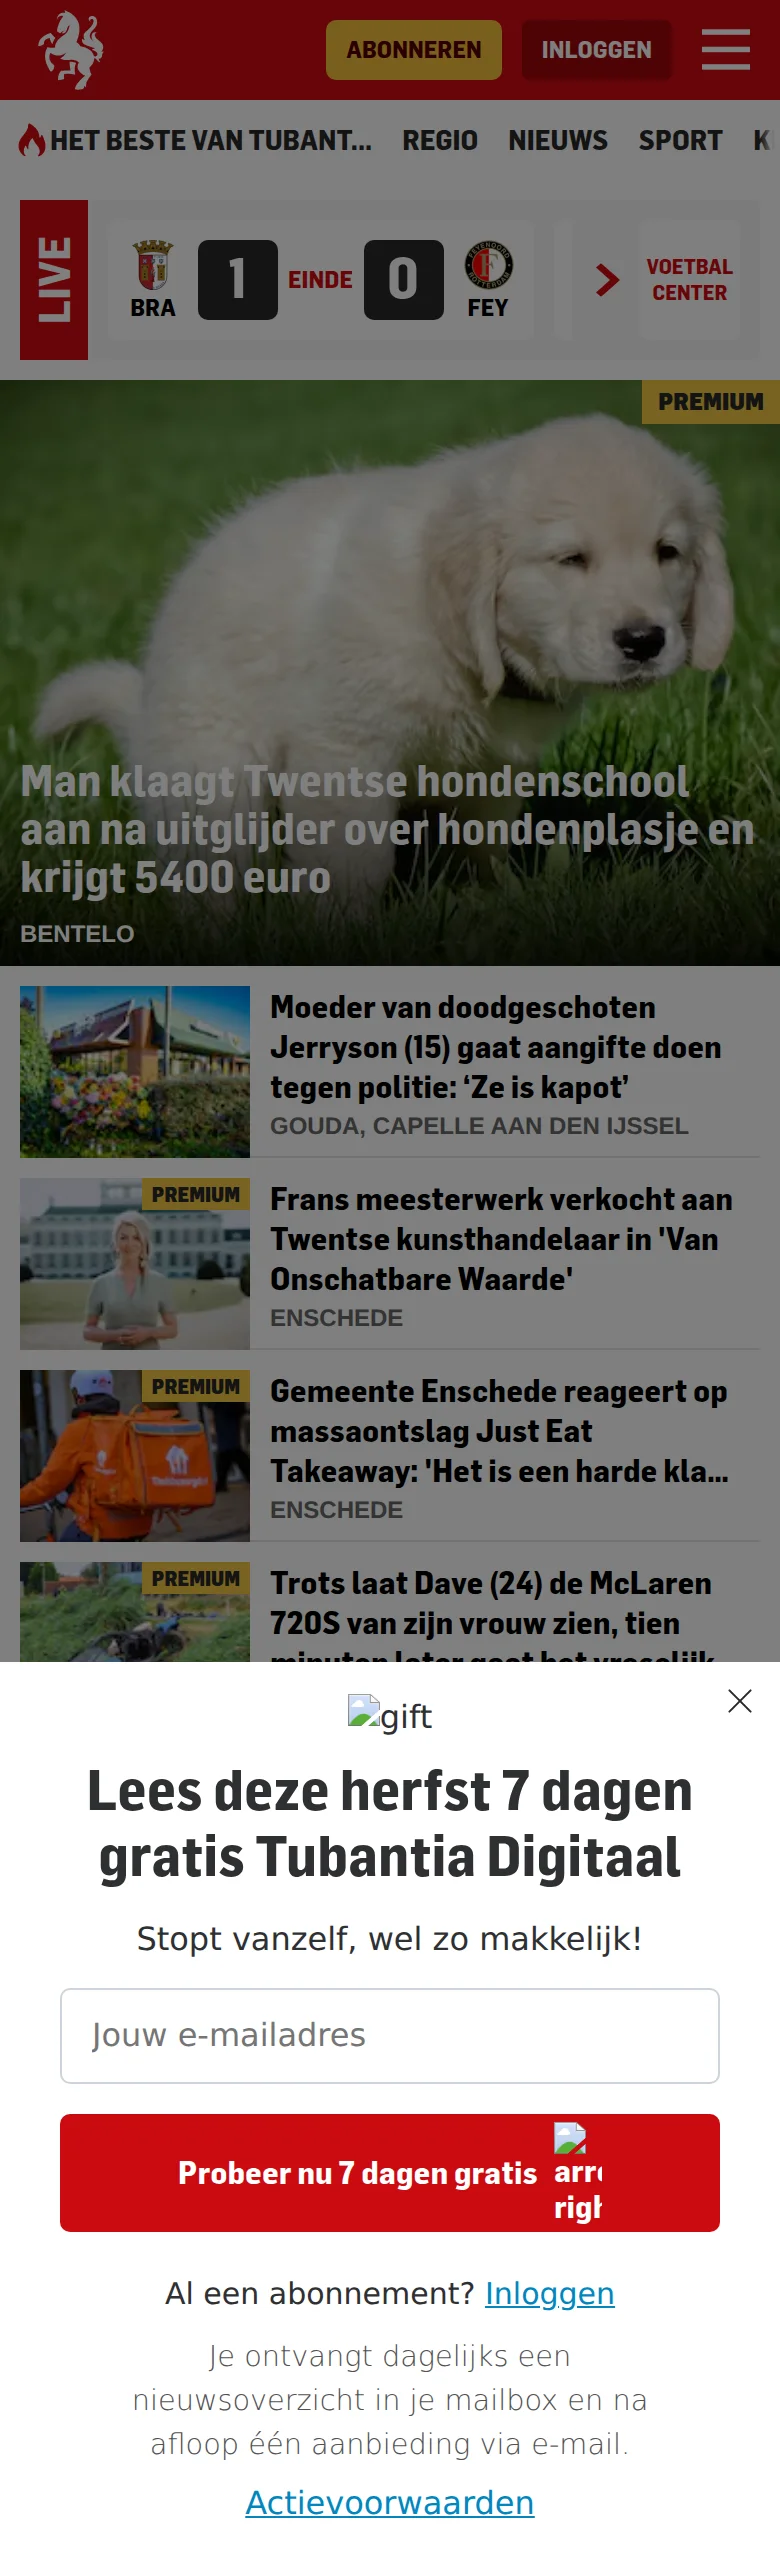 ABONNEREN
INLOGGEN
HET BESTE VAN TUBANT...
REGIO
NIEUWS
SPORT
LIVE
BRA
1
EINDE
0
FEY
VOETBAL
CENTER
PREMIUM
Man klaagt Twentse hondenschool
aan na uitglijder over hondenplasje en
krijgt 5400 euro
BENTELO
Moeder van doodgeschoten
Jerryson (15) gaat aangifte doen
tegen politie: ‘Ze is kapot’
GOUDA, CAPELLE AAN DEN IJSSEL
PREMIUM
Frans meesterwerk verkocht aan
Twentse kunsthandelaar in 'Van
Onschatbare Waarde'
ENSCHEDE
PREMIUM
Gemeente Enschede reageert op
massaontslag Just Eat
Takeaway: 'Het is een harde kla...
ENSCHEDE
PREMIUM
Trots laat Dave (24) de McLaren
720S van zijn vrouw zien, tien
minuten later gaat het vreselijk
gift
Lees deze herfst 7 dagen
gratis Tubantia Digitaal
Stopt vanzelf, wel zo makkelijk!
Jouw e-mailadres
Probeer nu 7 dagen gratis
Al een abonnement? Inloggen
Je ontvangt dagelijks een
nieuwsoverzicht in je mailbox en na
afloop één aanbieding via e-mail.
Actievoorwaarden